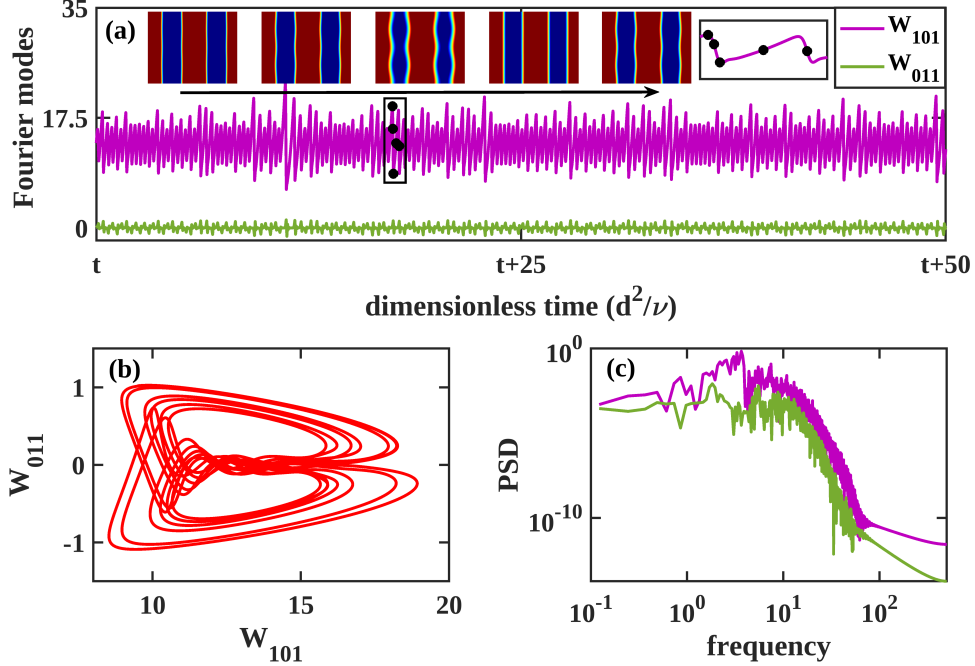 35
(a)
W101
W011
Fourier modes
17.5
0
t
t+25
t+50
dimensionless time (d²/ν)
(b)
1
0
-1
W011
10
15
20
W101
(c)
10⁰
10⁻¹⁰
PSD
10⁻¹
10⁰
10¹
10²
frequency